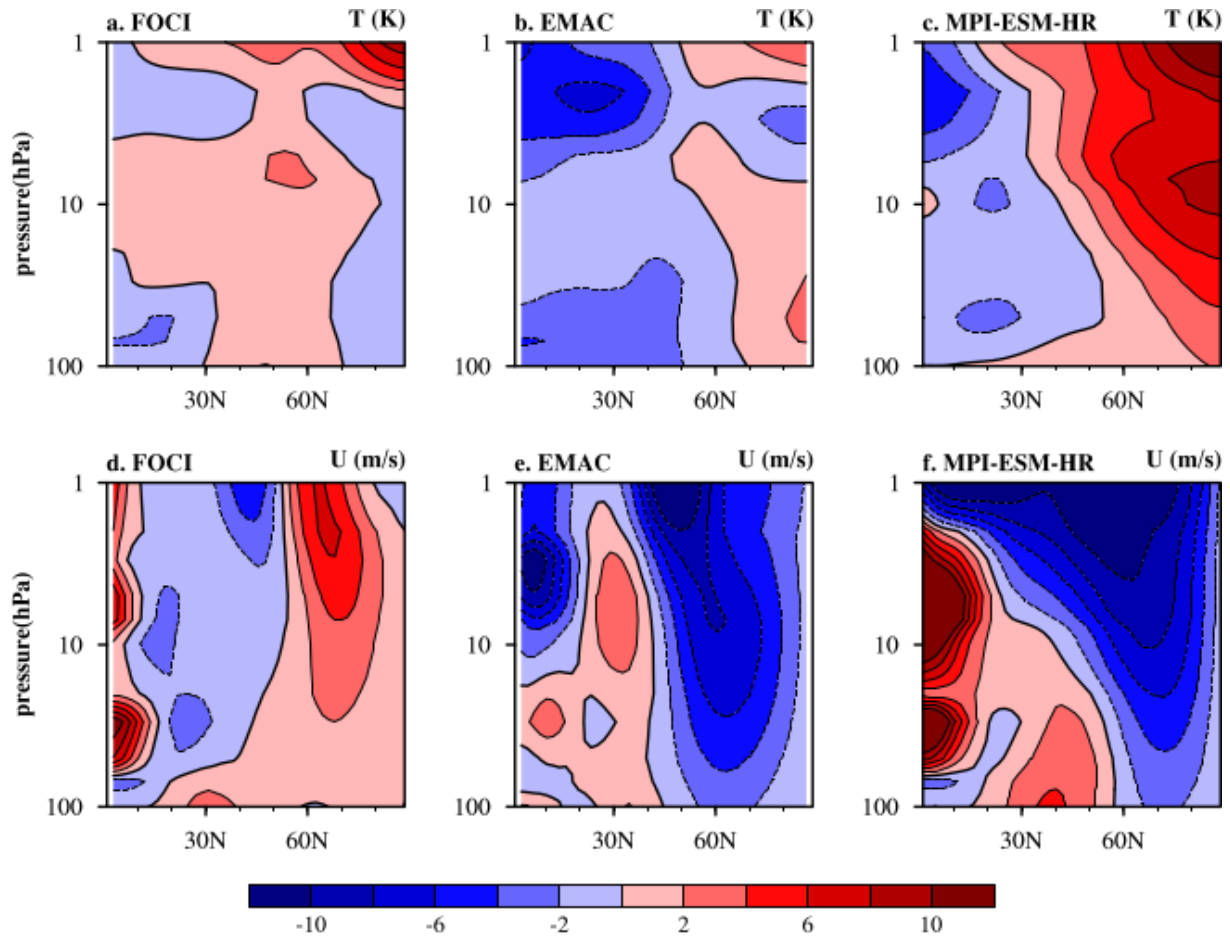 a. FOCI T (K) b. EMAC T (K) c. MPI-ESM-HR T (K)
1 1 1
10 10 10
100 100 100
pressure(hPa)
30N 60N 30N 60N 30N 60N
d. FOCI U (m/s) e. EMAC U (m/s) f. MPI-ESM-HR U (m/s)
1 1 1
10 10 10
100 100 100
pressure(hPa)
30N 60N 30N 60N 30N 60N
-10 -6 -2 2 6 10